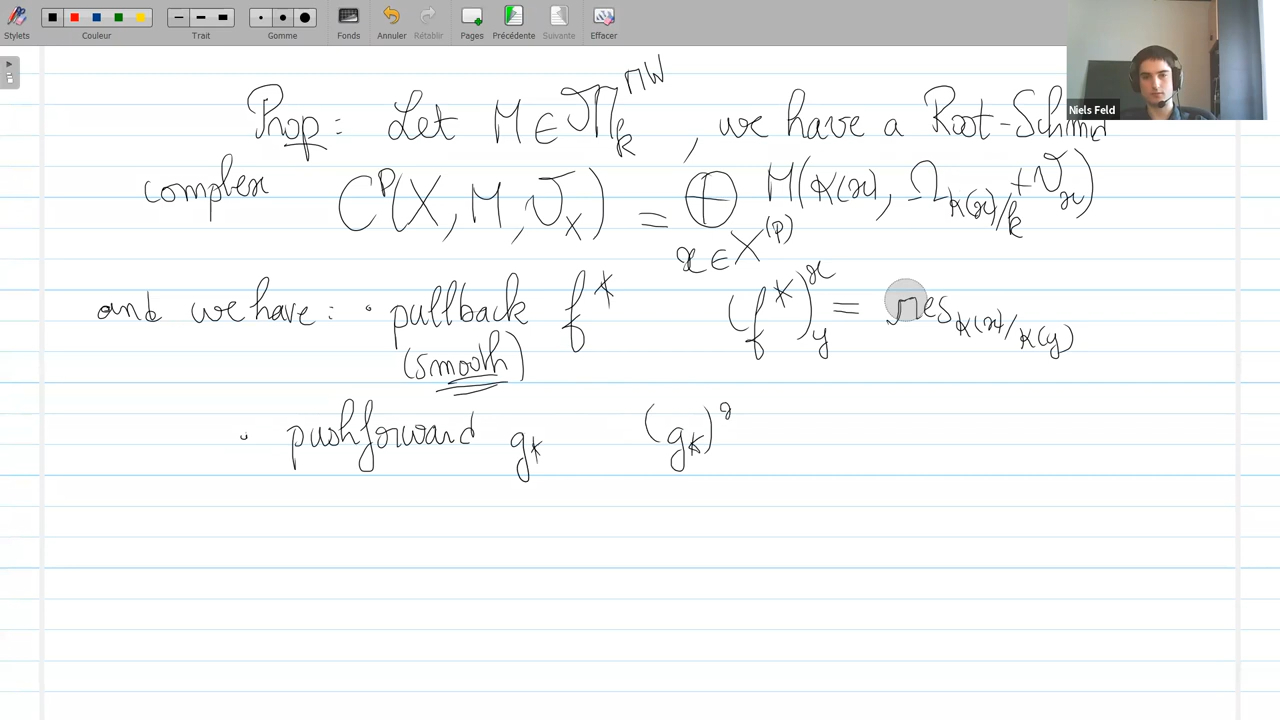 Stylets Couleur Trait Gomme Fonds Annuler Rétablir Pages Précédente Suivante Effacer
Niels Feld
Prop: Let M ∈ 𝓜_k^{MW}, we have a Rost-Schmid
complex C^p(X, M, 𝒱_X) = ⊕_{x ∈ X^{(p)}} M(κ(x), Ω_{κ(x)/k} + 𝒱_x)
and we have: · pullback f^* (f^*)^x_y = res_{κ(x)/κ(y)}
(smooth)
· pushforward g_* (g_*)